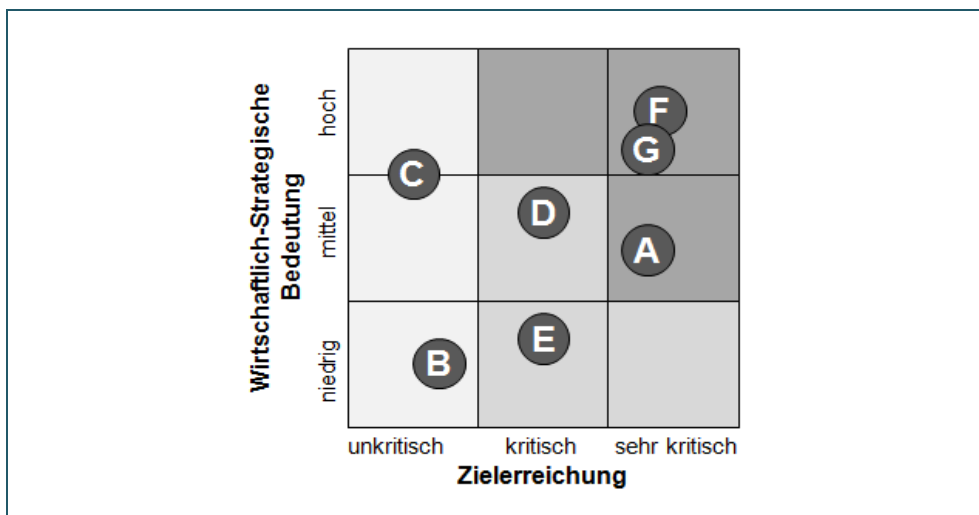 Wirtschaftlich-Strategische
Bedeutung
hoch
mittel
niedrig
F
G
C
D
A
E
B
unkritisch
kritisch
sehr kritisch
Zielerreichung